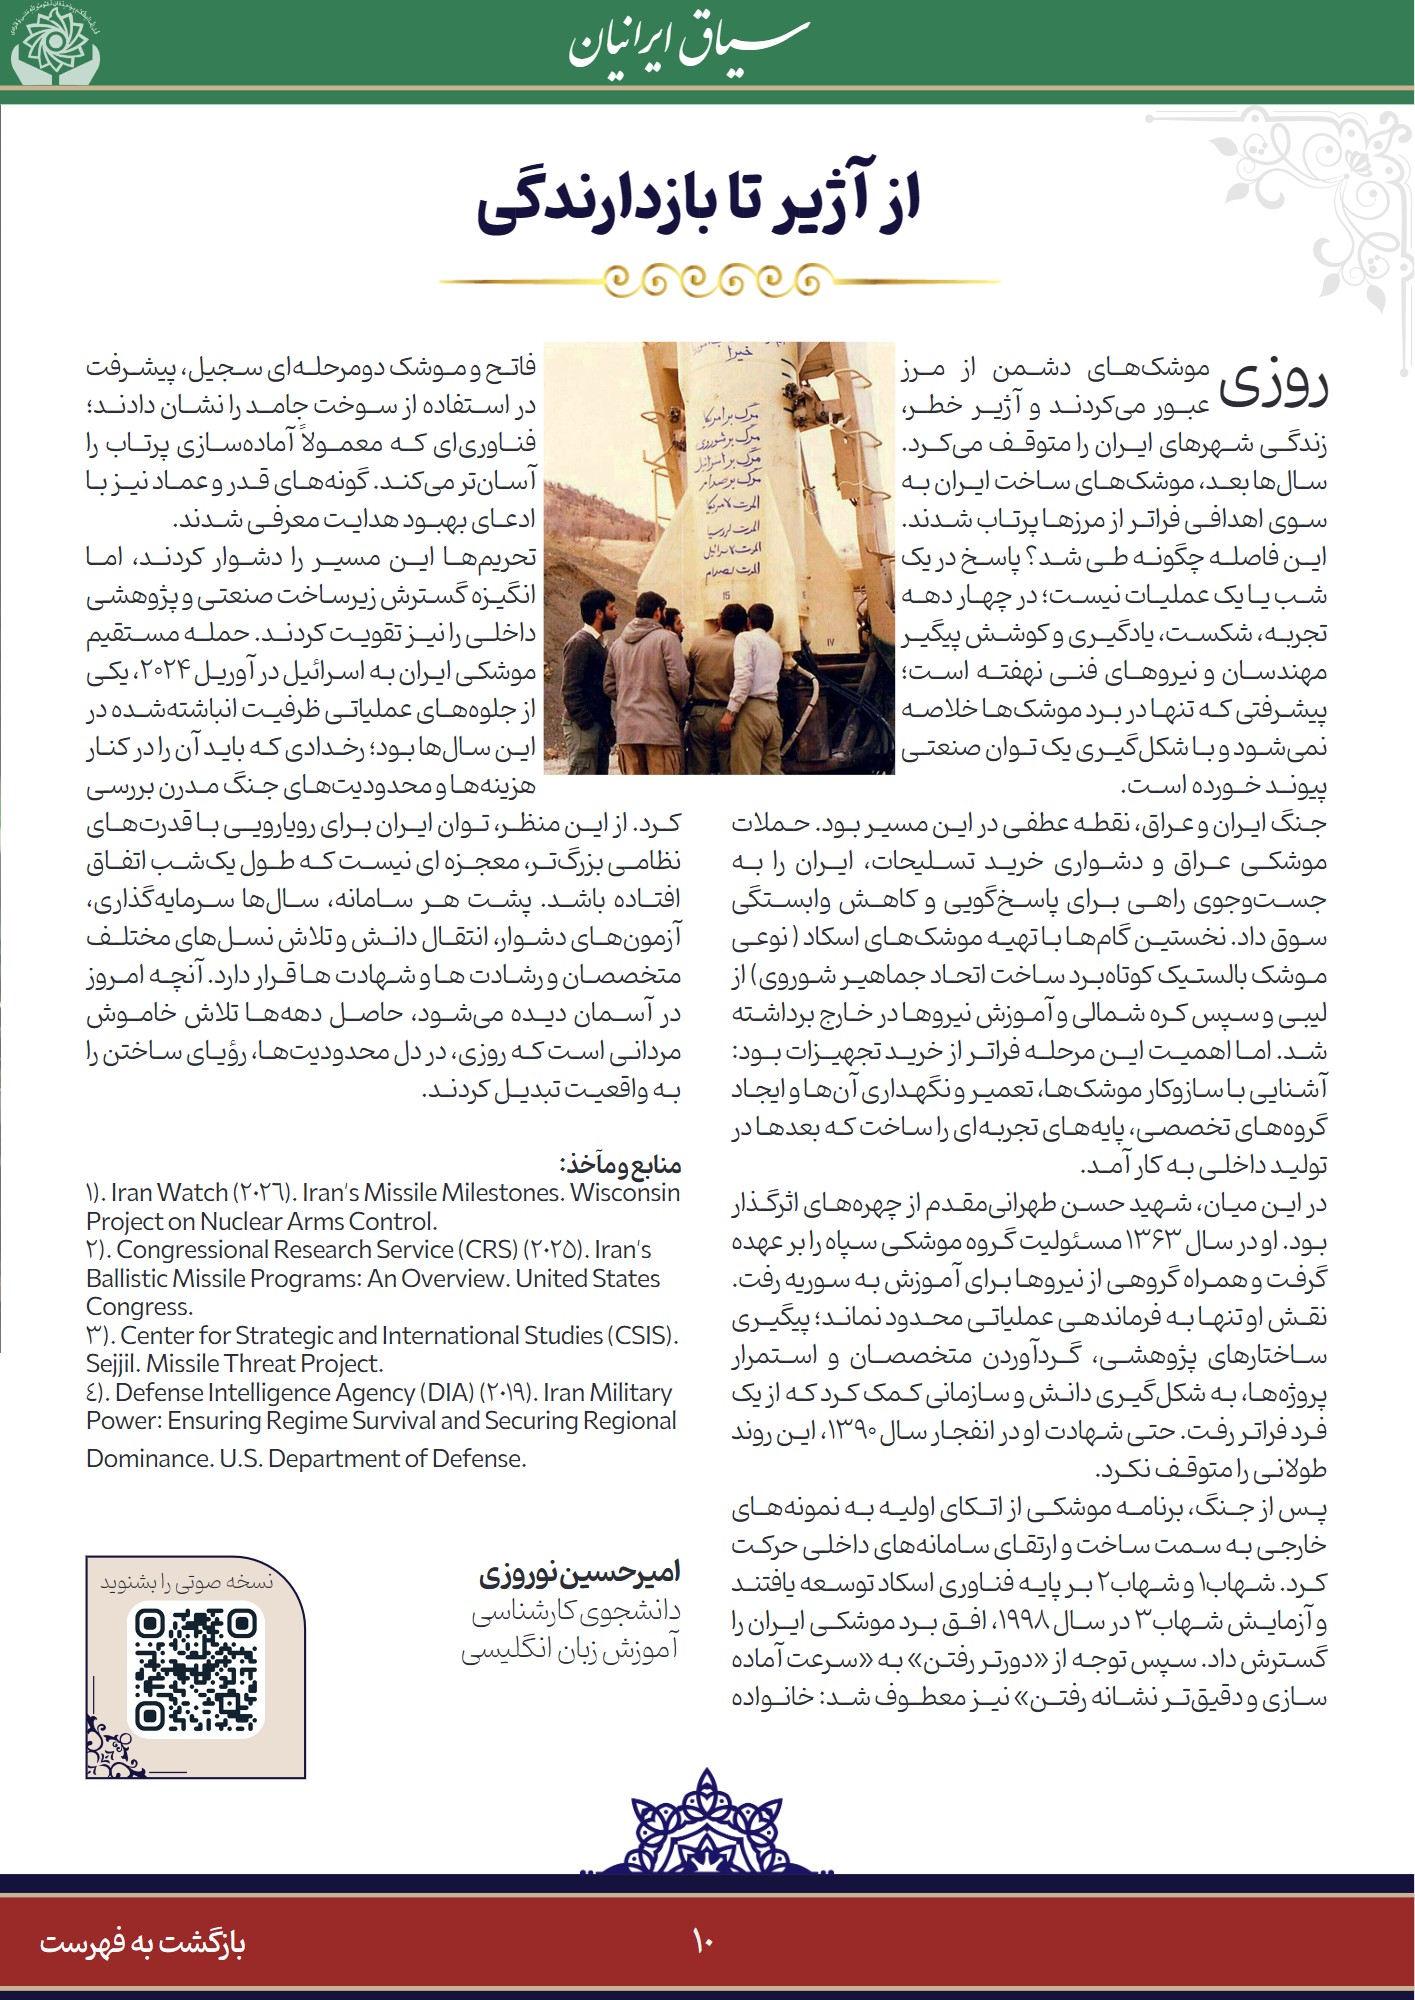 سیاق ایرانیان
از آژیر تا بازدارندگی
روزی موشک‌های دشمن از مرز
عبور می‌کردند و آژیر خطر،
زندگی شهرهای ایران را متوقف می‌کرد.
سال‌ها بعد، موشک‌های ساخت ایران به
سوی اهدافی فراتر از مرزها پرتاب شدند.
این فاصله چگونه طی شد؟ پاسخ در یک
شب یا یک عملیات نیست؛ در چهار دهه
تجربه، شکست، یادگیری و کوشش پیگیر
مهندسان و نیروهای فنی نهفته است؛
پیشرفتی که تنها در برد موشک‌ها خلاصه
نمی‌شود و با شکل‌گیری یک توان صنعتی
پیوند خورده است.
جنگ ایران و عراق، نقطه عطفی در این مسیر بود. حملات
موشکی عراق و دشواری خرید تسلیحات، ایران را به
جست‌وجوی راهی برای پاسخ‌گویی و کاهش وابستگی
سوق داد. نخستین گام‌ها با تهیه موشک‌های اسکاد ( نوعی
موشک بالستیک کوتاه‌برد ساخت اتحاد جماهیر شوروی) از
لیبی و سپس کره شمالی و آموزش نیروها در خارج برداشته
شد. اما اهمیت این مرحله فراتر از خرید تجهیزات بود:
آشنایی با سازوکار موشک‌ها، تعمیر و نگهداری آن‌ها و ایجاد
گروه‌های تخصصی، پایه‌های تجربه‌ای را ساخت که بعدها در
تولید داخلی به کار آمد.
در این میان، شهید حسن طهرانی‌مقدم از چهره‌های اثرگذار
بود. او در سال ۱۳۶۳ مسئولیت گروه موشکی سپاه را بر عهده
گرفت و همراه گروهی از نیروها برای آموزش به سوریه رفت.
نقش او تنها به فرماندهی عملیاتی محدود نماند؛ پیگیری
ساختارهای پژوهشی، گردآوردن متخصصان و استمرار
پروژه‌ها، به شکل‌گیری دانش و سازمانی کمک کرد که از یک
فرد فراتر رفت. حتی شهادت او در انفجار سال ۱۳۹۰، این روند
طولانی را متوقف نکرد.
پس از جنگ، برنامه موشکی از اتکای اولیه به نمونه‌های
خارجی به سمت ساخت و ارتقای سامانه‌های داخلی حرکت
کرد. شهاب۱ و شهاب۲ بر پایه فناوری اسکاد توسعه یافتند
و آزمایش شهاب۳ در سال ۱۹۹۸، افق برد موشکی ایران را
گسترش داد. سپس توجه از «دورتر رفتن» به «سرعت آماده
سازی و دقیق‌تر نشانه رفتن» نیز معطوف شد: خانواده
خیبر!
مرگ بر آمریکا
مرگ بر شوروی
مرگ بر اسرائیل
مرگ بر صدام
الموت لامریکا
الموت لروسیا
الموت لاسرائیل
الموت لصدام
15
IV
فاتح و موشک دومرحله‌ای سجیل، پیشرفت
در استفاده از سوخت جامد را نشان دادند؛
فناوری‌ای که معمولاً آماده‌سازی پرتاب را
آسان‌تر می‌کند. گونه‌های قدر و عماد نیز با
ادعای بهبود هدایت معرفی شدند.
تحریم‌ها این مسیر را دشوار کردند، اما
انگیزه گسترش زیرساخت صنعتی و پژوهشی
داخلی را نیز تقویت کردند. حمله مستقیم
موشکی ایران به اسرائیل در آوریل ۲۰۲۴، یکی
از جلوه‌های عملیاتی ظرفیت انباشته‌شده در
این سال‌ها بود؛ رخدادی که باید آن را در کنار
هزینه‌ها و محدودیت‌های جنگ مدرن بررسی
کرد. از این منظر، توان ایران برای رویارویی با قدرت‌های
نظامی بزرگ‌تر، معجزه ای نیست که طول یک‌شب اتفاق
افتاده باشد. پشت هر سامانه، سال‌ها سرمایه‌گذاری،
آزمون‌های دشوار، انتقال دانش و تلاش نسل‌های مختلف
متخصصان و رشادت ها و شهادت ها قرار دارد. آنچه امروز
در آسمان دیده می‌شود، حاصل دهه‌ها تلاش خاموش
مردانی است که روزی، در دل محدودیت‌ها، رؤیای ساختن را
به واقعیت تبدیل کردند.
منابع و مآخذ:
۱). Iran Watch (۲۰۲٦). Iran's Missile Milestones. Wisconsin
Project on Nuclear Arms Control.
۲). Congressional Research Service (CRS) (۲۰۲۵). Iran's
Ballistic Missile Programs: An Overview. United States
Congress.
۳). Center for Strategic and International Studies (CSIS).
Sejjil. Missile Threat Project.
٤). Defense Intelligence Agency (DIA) (۲۰۱۹). Iran Military
Power: Ensuring Regime Survival and Securing Regional
Dominance. U.S. Department of Defense.
امیرحسین نوروزی
دانشجوی کارشناسی
آموزش زبان انگلیسی
نسخه صوتی را بشنوید
۱۰
بازگشت به فهرست